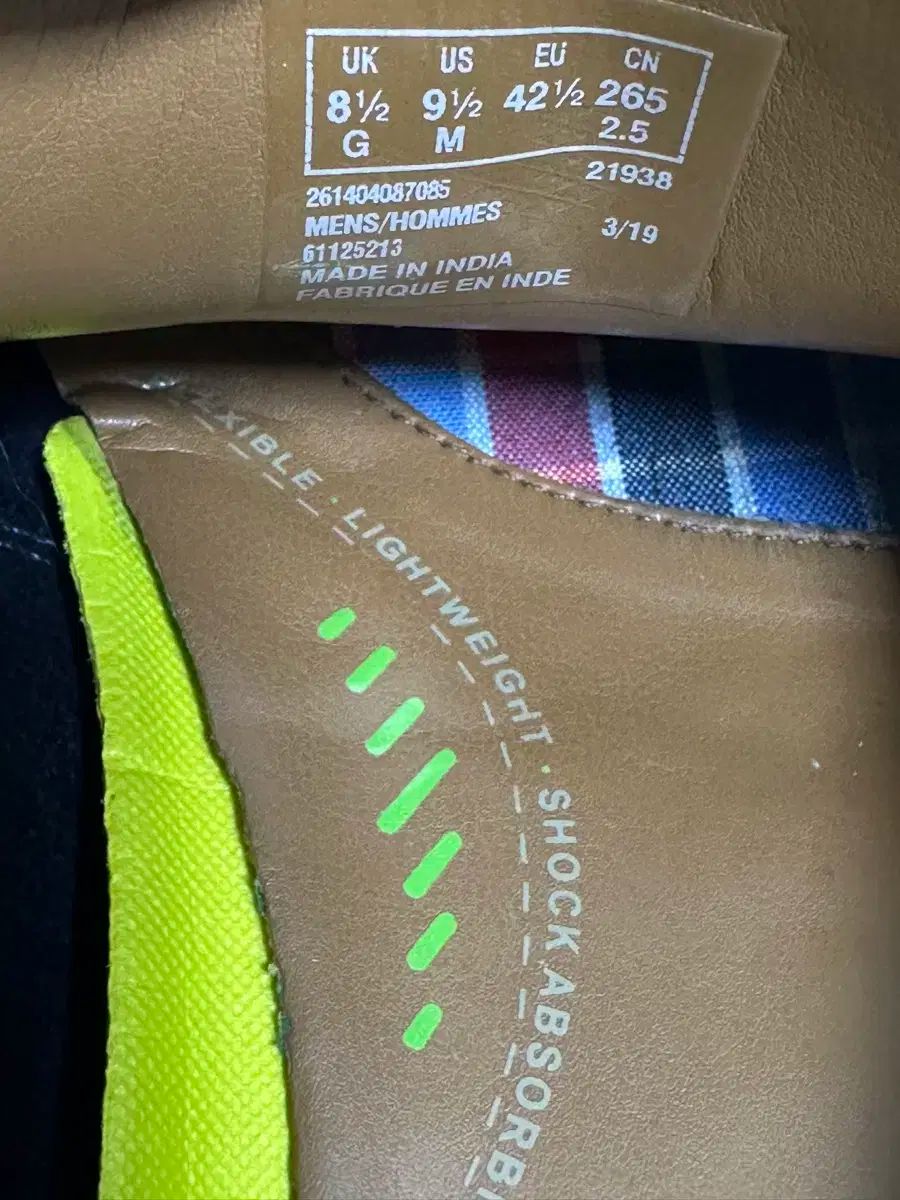 UK US EU CN
8½ 9½ 42½ 265
G M 2.5
21938
261404087085
MENS/HOMMES 3/19
61125213
MADE IN INDIA
FABRIQUE EN INDE
LIGHTWEIGHT · SHOCK